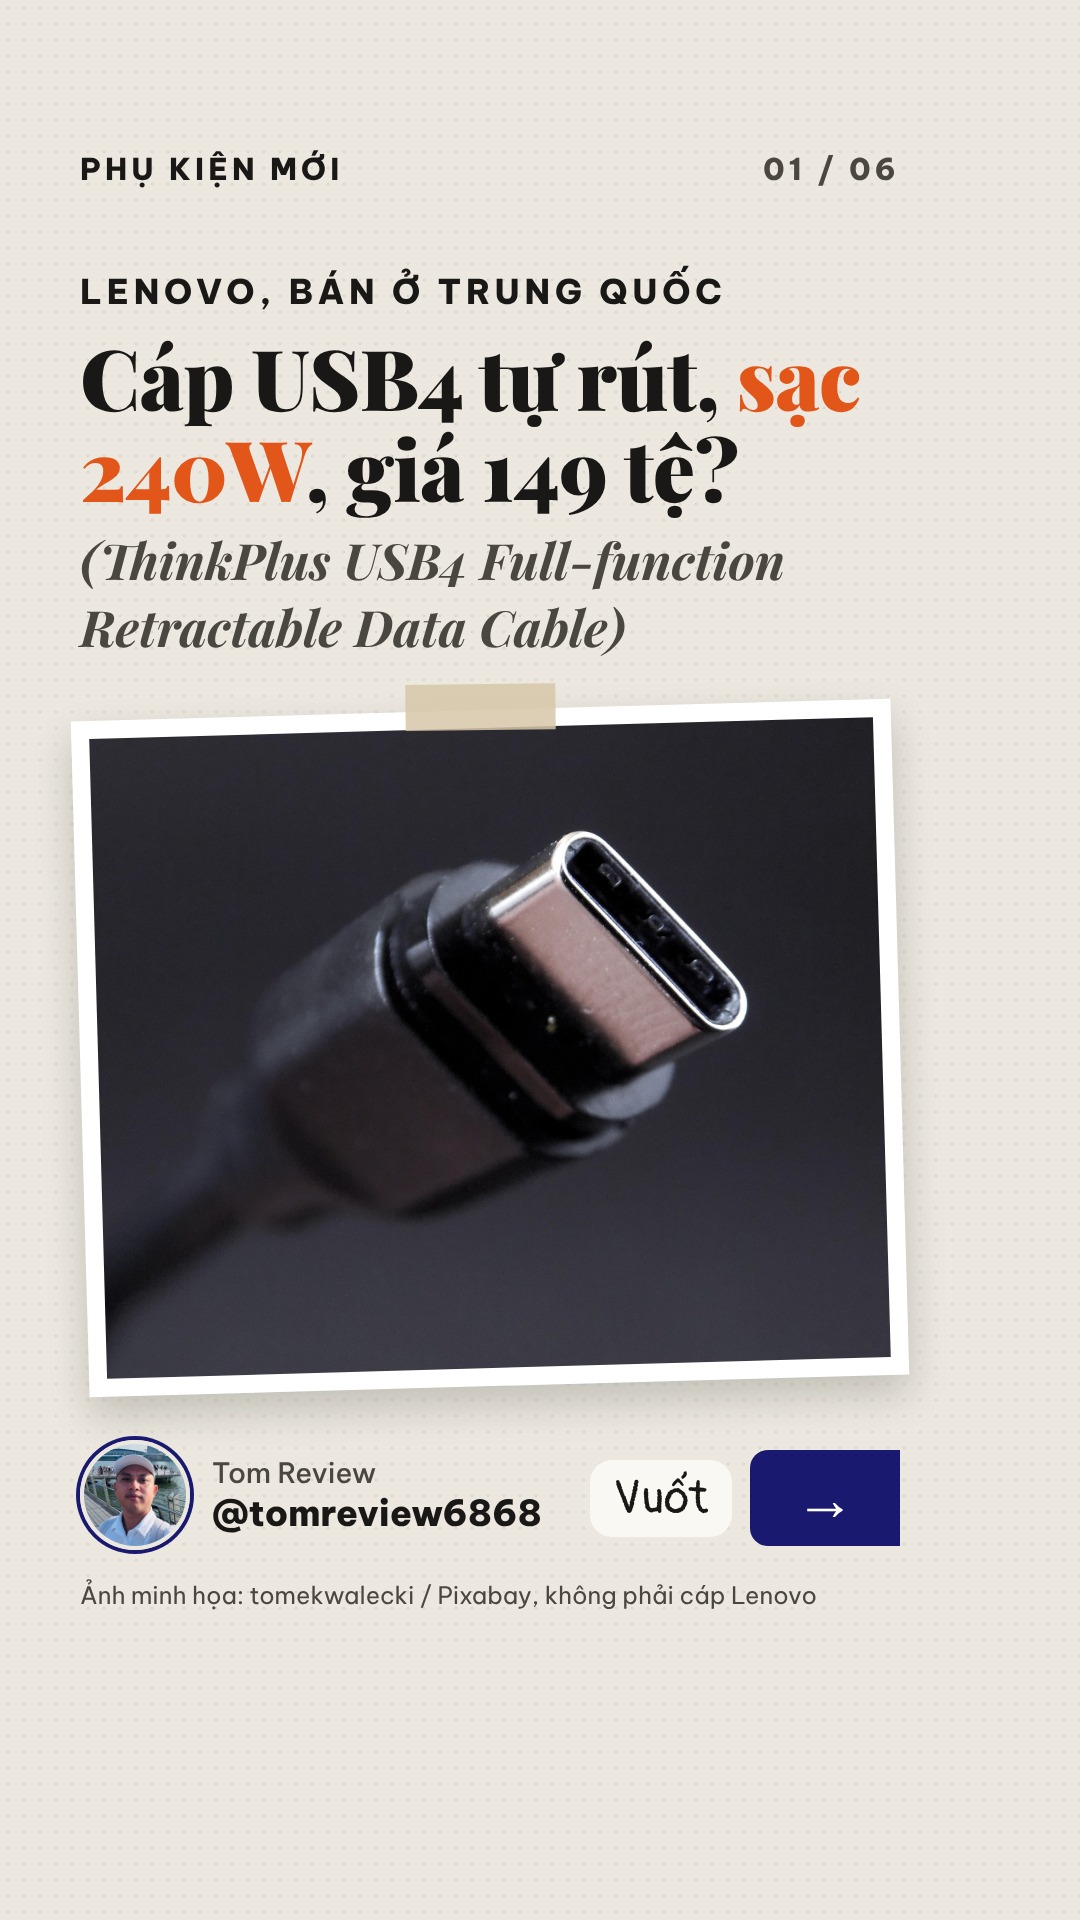 PHỤ KIỆN MỚI
01 / 06
LENOVO, BÁN Ở TRUNG QUỐC
Cáp USB4 tự rút, sạc
240W, giá 149 tệ?
(ThinkPlus USB4 Full-function
Retractable Data Cable)
Tom Review
@tomreview6868
Vuốt
→
Ảnh minh họa: tomekwalecki / Pixabay, không phải cáp Lenovo